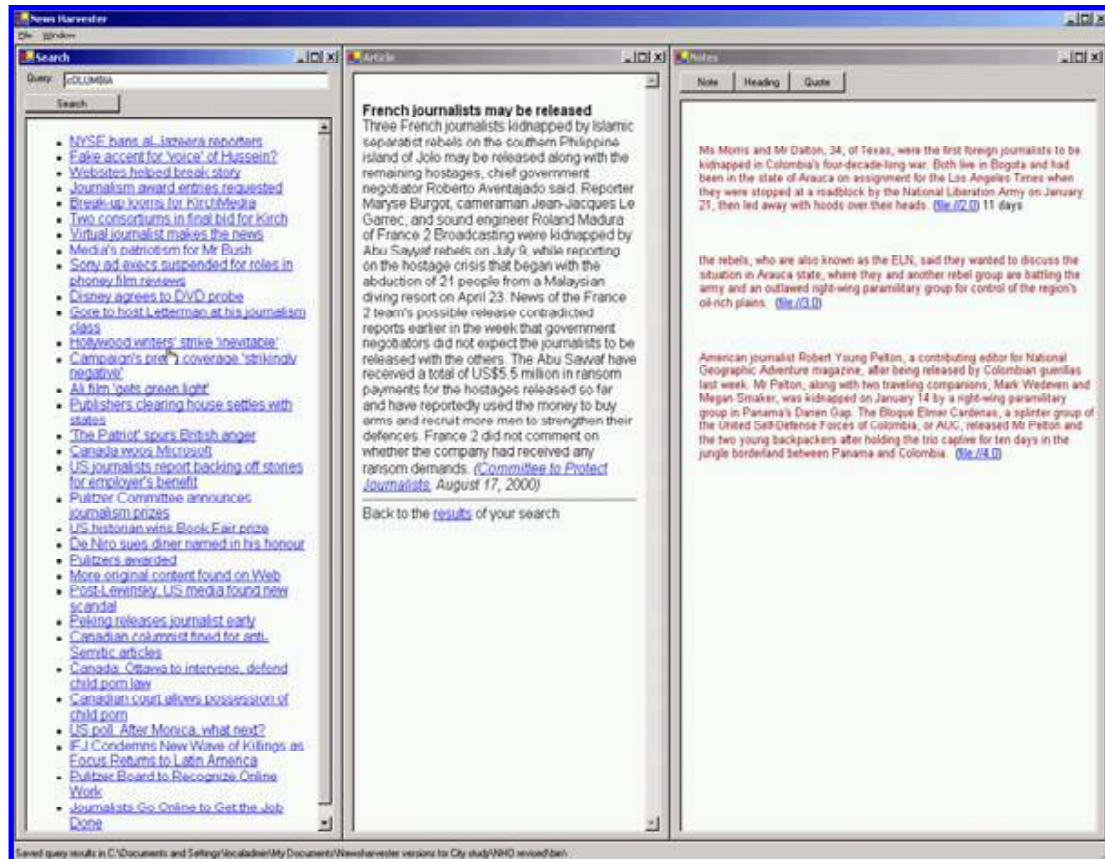 News Harvester
File Window
Search
Query: cOLUMBIA
Search
NYSE bans al-Jazeera reporters
Fake accent for 'voice' of Hussein?
Websites helped break story
Journalism award entries requested
Break-up looms for KirchMedia
Two consortiums in final bid for Kirch
Virtual journalist makes the news
Media's patriotism for Mr Bush
Sony ad execs suspended for roles in
phoney film reviews
Disney agrees to DVD probe
Gore to host Letterman at his journalism
class
Hollywood writers' strike 'inevitable'
Campaign's press coverage 'strikingly
negative'
Ali film 'gets green light'
Publishers clearing house settles with
states
'The Patriot' spurs British anger
Canada woos Microsoft
US journalists report backing off stories
for employer's benefit
Pulitzer Committee announces
journalism prizes
US historian wins Book Fair prize
De Niro sues diner named in his honour
Pulitzers awarded
More original content found on Web
Post-Lewinsky, US media found new
scandal
Peking releases journalist early
Canadian columnist fined for anti-
Semitic articles
Canada: Ottawa to intervene, defend
child porn law
Canadian court allows possession of
child porn
US poll: After Monica, what next?
IFJ Condemns New Wave of Killings as
Focus Returns to Latin America
Pulitzer Board to Recognize Online
Work
Journalists Go Online to Get the Job
Done
Article
French journalists may be released
Three French journalists kidnapped by Islamic
separatist rebels on the southern Philippine
island of Jolo may be released along with the
remaining hostages, chief government
negotiator Roberto Aventajado said. Reporter
Maryse Burgot, cameraman Jean-Jacques Le
Garrec, and sound engineer Roland Madura
of France 2 Broadcasting were kidnapped by
Abu Sayyaf rebels on July 9, while reporting
on the hostage crisis that began with the
abduction of 21 people from a Malaysian
diving resort on April 23. News of the France
2 team's possible release contradicted
reports earlier in the week that government
negotiators did not expect the journalists to be
released with the others. The Abu Sayyaf have
received a total of US$5.5 million in ransom
payments for the hostages released so far
and have reportedly used the money to buy
arms and recruit more men to strengthen their
defences. France 2 did not comment on
whether the company had received any
ransom demands. (Committee to Protect
Journalists, August 17, 2000)
Back to the results of your search
Notes
Note Heading Quote
Ms Morris and Mr Dalton, 34, of Texas, were the first foreign journalists to be
kidnapped in Colombia's four-decade-long war. Both live in Bogota and had
been in the state of Arauca on assignment for the Los Angeles Times when
they were stopped at a roadblock by the National Liberation Army on January
21, then led away with hoods over their heads. (file://2.0) 11 days
the rebels, who are also known as the ELN, said they wanted to discuss the
situation in Arauca state, where they and another rebel group are battling the
army and an outlawed right-wing paramilitary group for control of the region's
oil-rich plains. (file://3.0)
American journalist Robert Young Pelton, a contributing editor for National
Geographic Adventure magazine, after being released by Colombian guerillas
last week. Mr Pelton, along with two traveling companions, Mark Wedeven and
Megan Smaker, was kidnapped on January 14 by a right-wing paramilitary
group in Panama's Darien Gap. The Bloque Elmer Cardenas, a splinter group of
the United Self-Defense Forces of Colombia, or AUC, released Mr Pelton and
the two young backpackers after holding the trio captive for ten days in the
jungle borderland between Panama and Colombia. (file://4.0)
Saved query results in C:\Documents and Settings\localadmin\My Documents\Newsharvester versions for City study\NHO revised\bin\